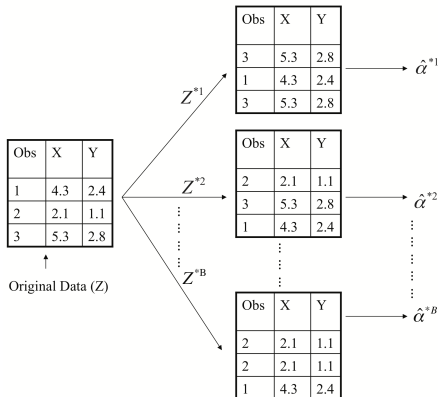 Obs X Y
3 5.3 2.8
1 4.3 2.4
3 5.3 2.8
Z*1
α̂*1
Obs X Y
1 4.3 2.4
2 2.1 1.1
3 5.3 2.8
Original Data (Z)
Z*2
Obs X Y
2 2.1 1.1
3 5.3 2.8
1 4.3 2.4
α̂*2
Z*B
Obs X Y
2 2.1 1.1
2 2.1 1.1
1 4.3 2.4
α̂*B